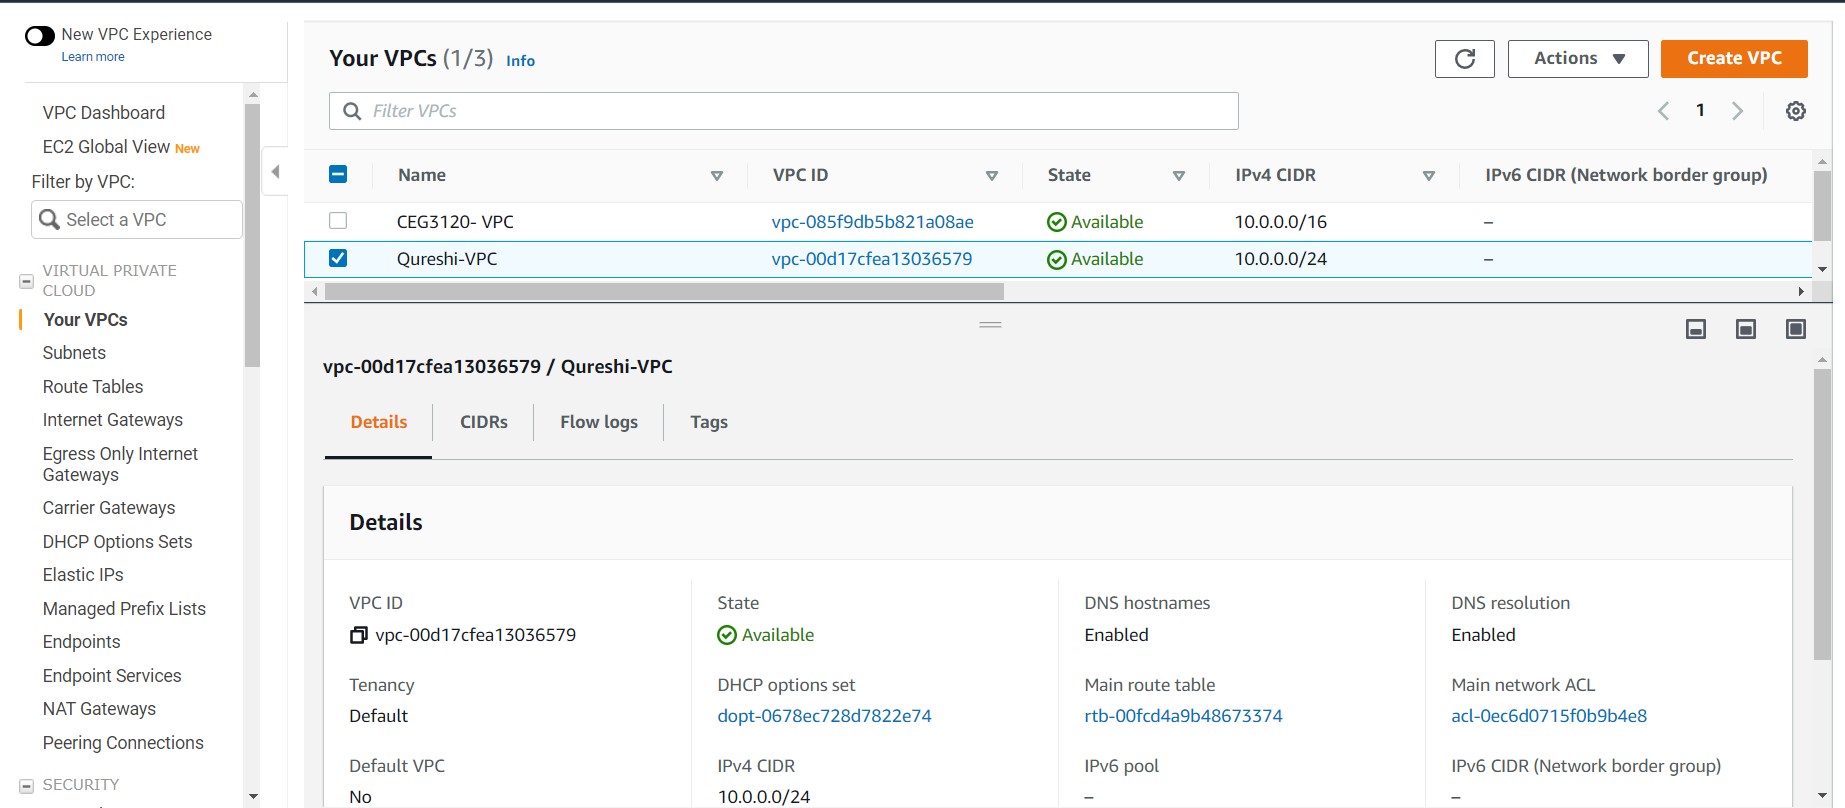 New VPC Experience
Learn more
VPC Dashboard
EC2 Global View New
Filter by VPC:
Select a VPC
VIRTUAL PRIVATE
CLOUD
Your VPCs
Subnets
Route Tables
Internet Gateways
Egress Only Internet
Gateways
Carrier Gateways
DHCP Options Sets
Elastic IPs
Managed Prefix Lists
Endpoints
Endpoint Services
NAT Gateways
Peering Connections
SECURITY
Your VPCs (1/3) Info
Actions
Create VPC
Filter VPCs
1
Name VPC ID State IPv4 CIDR IPv6 CIDR (Network border group)
CEG3120- VPC vpc-085f9db5b821a08ae Available 10.0.0.0/16 –
Qureshi-VPC vpc-00d17cfea13036579 Available 10.0.0.0/24 –
vpc-00d17cfea13036579 / Qureshi-VPC
Details CIDRs Flow logs Tags
Details
VPC ID State DNS hostnames DNS resolution
vpc-00d17cfea13036579 Available Enabled Enabled
Tenancy DHCP options set Main route table Main network ACL
Default dopt-0678ec728d7822e74 rtb-00fcd4a9b48673374 acl-0ec6d0715f0b9b4e8
Default VPC IPv4 CIDR IPv6 pool IPv6 CIDR (Network border group)
No 10.0.0.0/24 – –